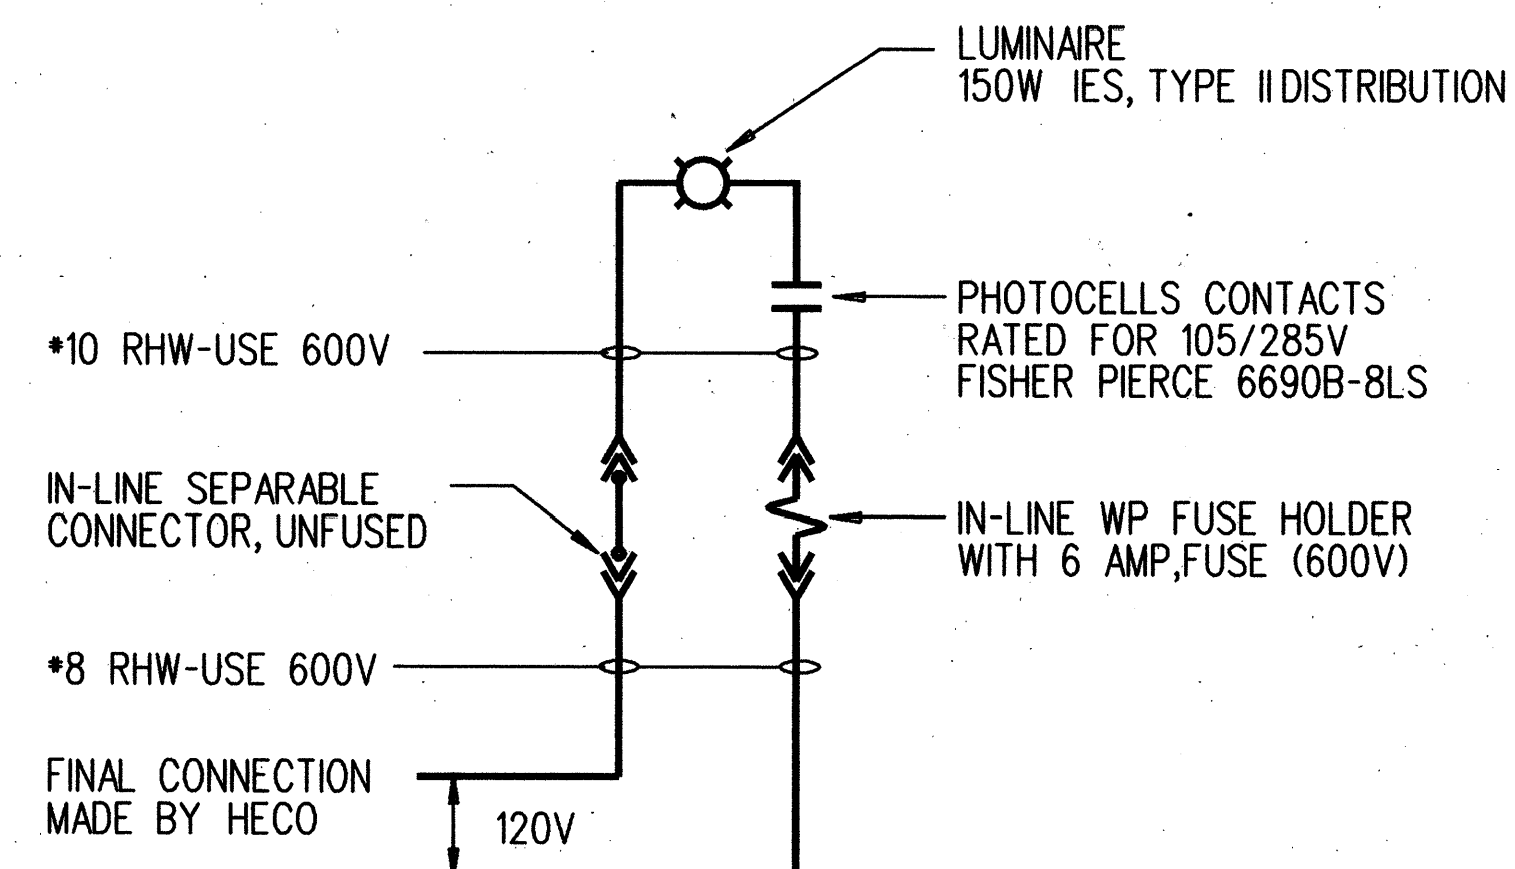 LUMINAIRE
150W IES, TYPE II DISTRIBUTION
PHOTOCELLS CONTACTS
RATED FOR 105/285V
FISHER PIERCE 6690B-8LS
#10 RHW-USE 600V
IN-LINE SEPARABLE
CONNECTOR, UNFUSED
IN-LINE WP FUSE HOLDER
WITH 6 AMP,FUSE (600V)
#8 RHW-USE 600V
FINAL CONNECTION
MADE BY HECO
120V